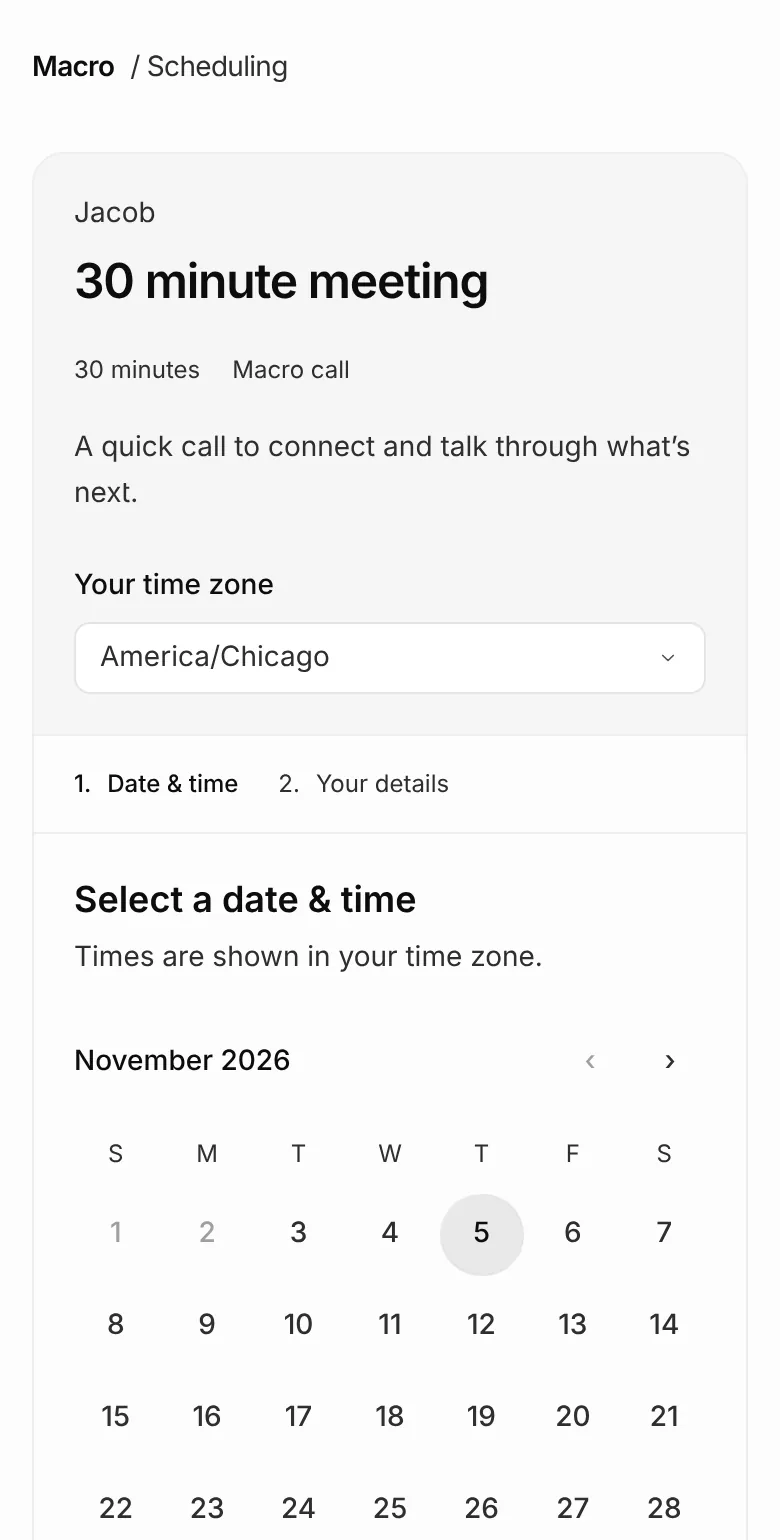 Macro / Scheduling
Jacob
30 minute meeting
30 minutes Macro call
A quick call to connect and talk through what’s
next.
Your time zone
America/Chicago
1. Date & time 2. Your details
Select a date & time
Times are shown in your time zone.
November 2026 ‹ ›
S M T W T F S
1 2 3 4 5 6 7
8 9 10 11 12 13 14
15 16 17 18 19 20 21
22 23 24 25 26 27 28